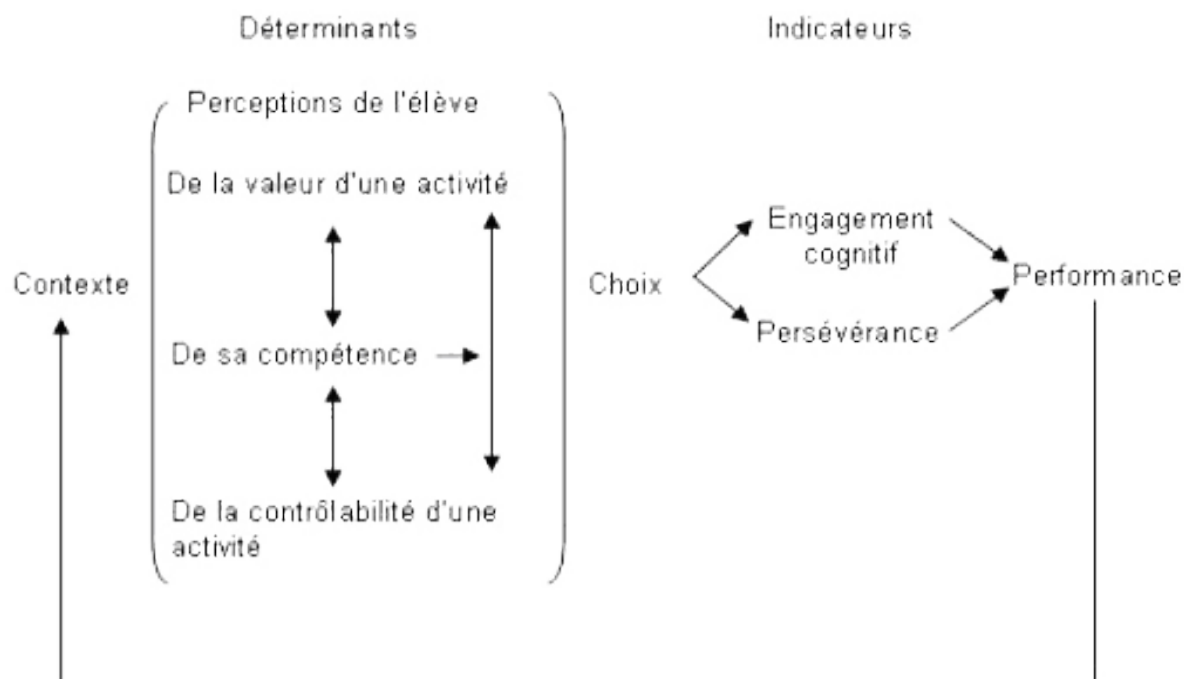 Déterminants
Indicateurs
Perceptions de l'élève
De la valeur d'une activité
Contexte
De sa compétence
De la contrôlabilité d'une
activité
Choix
Engagement
cognitif
Persévérance
Performance